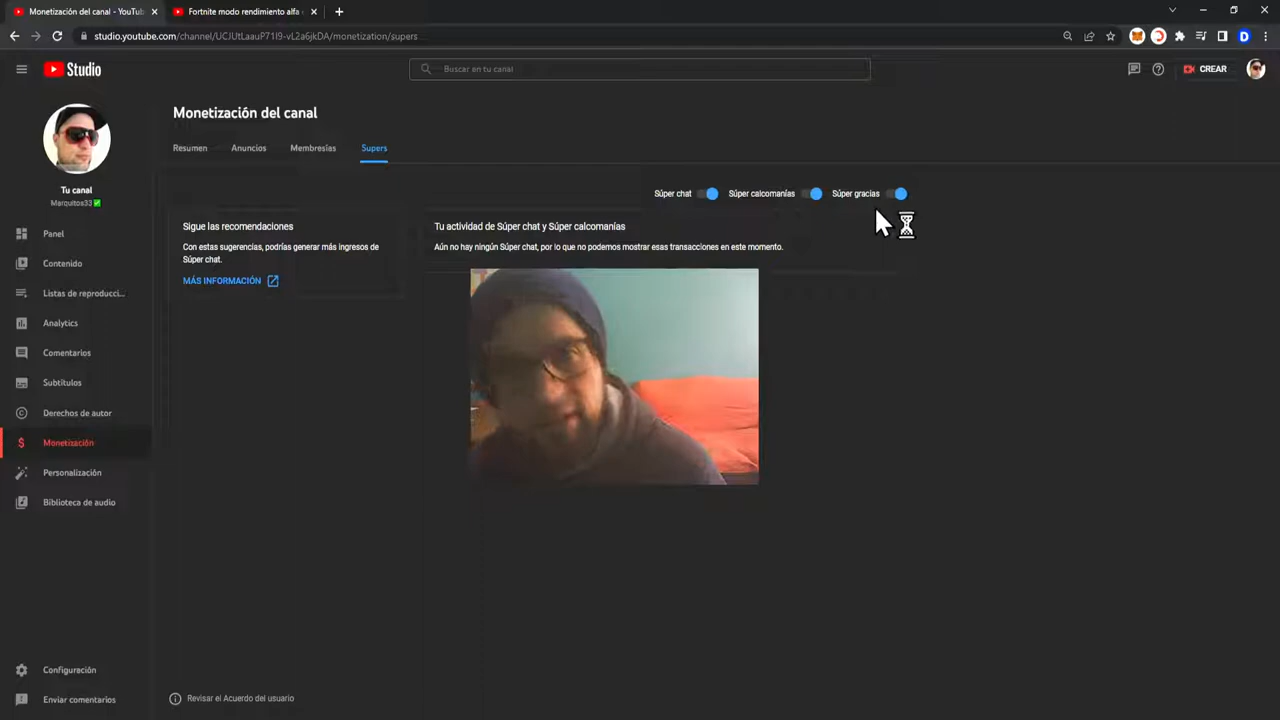 Monetización del canal - YouTub
Fortnite modo rendimiento alfa
studio.youtube.com/channel/UCJUtLaauP71I9-vL2a6jkDA/monetization/supers
D
Studio
Buscar en tu canal
CREAR
Tu canal
Marquitos33
Panel
Contenido
Listas de reproducci...
Analytics
Comentarios
Subtítulos
Derechos de autor
Monetización
Personalización
Biblioteca de audio
Configuración
Enviar comentarios
Monetización del canal
Resumen Anuncios Membresías Supers
Súper chat Súper calcomanías Súper gracias
Sigue las recomendaciones
Con estas sugerencias, podrías generar más ingresos de
Súper chat.
MÁS INFORMACIÓN
Tu actividad de Súper chat y Súper calcomanías
Aún no hay ningún Súper chat, por lo que no podemos mostrar esas transacciones en este momento.
Revisar el Acuerdo del usuario